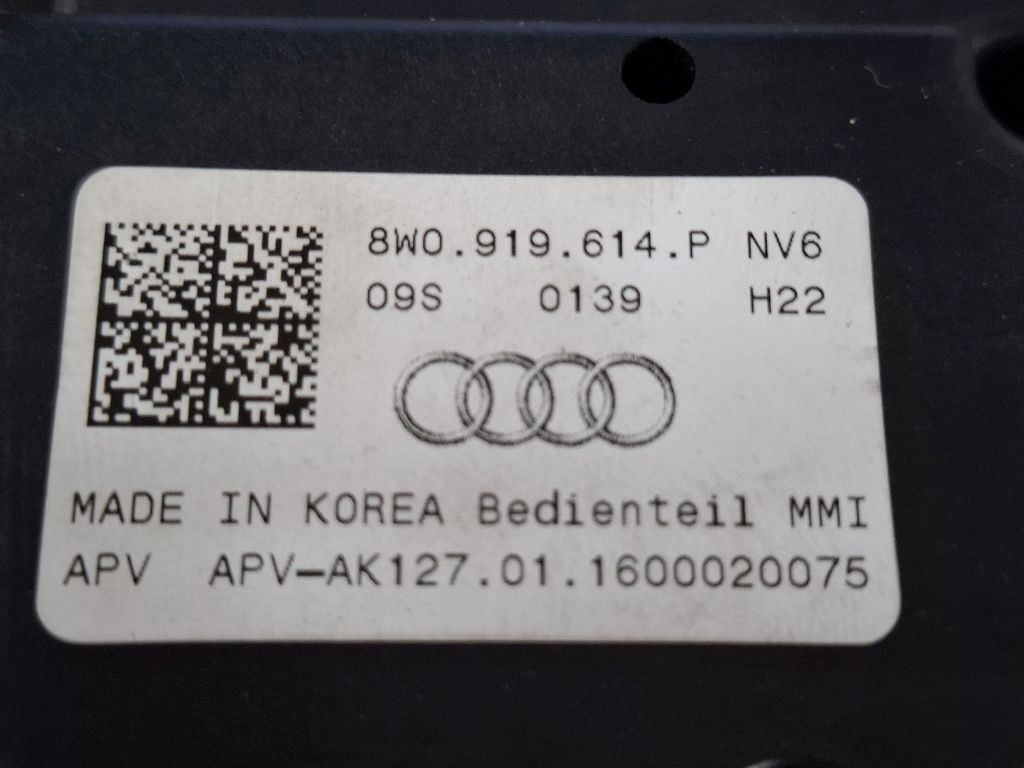 8W0.919.614.P NV6
09S 0139 H22
MADE IN KOREA Bedienteil MMI
APV APV-AK127.01.1600020075